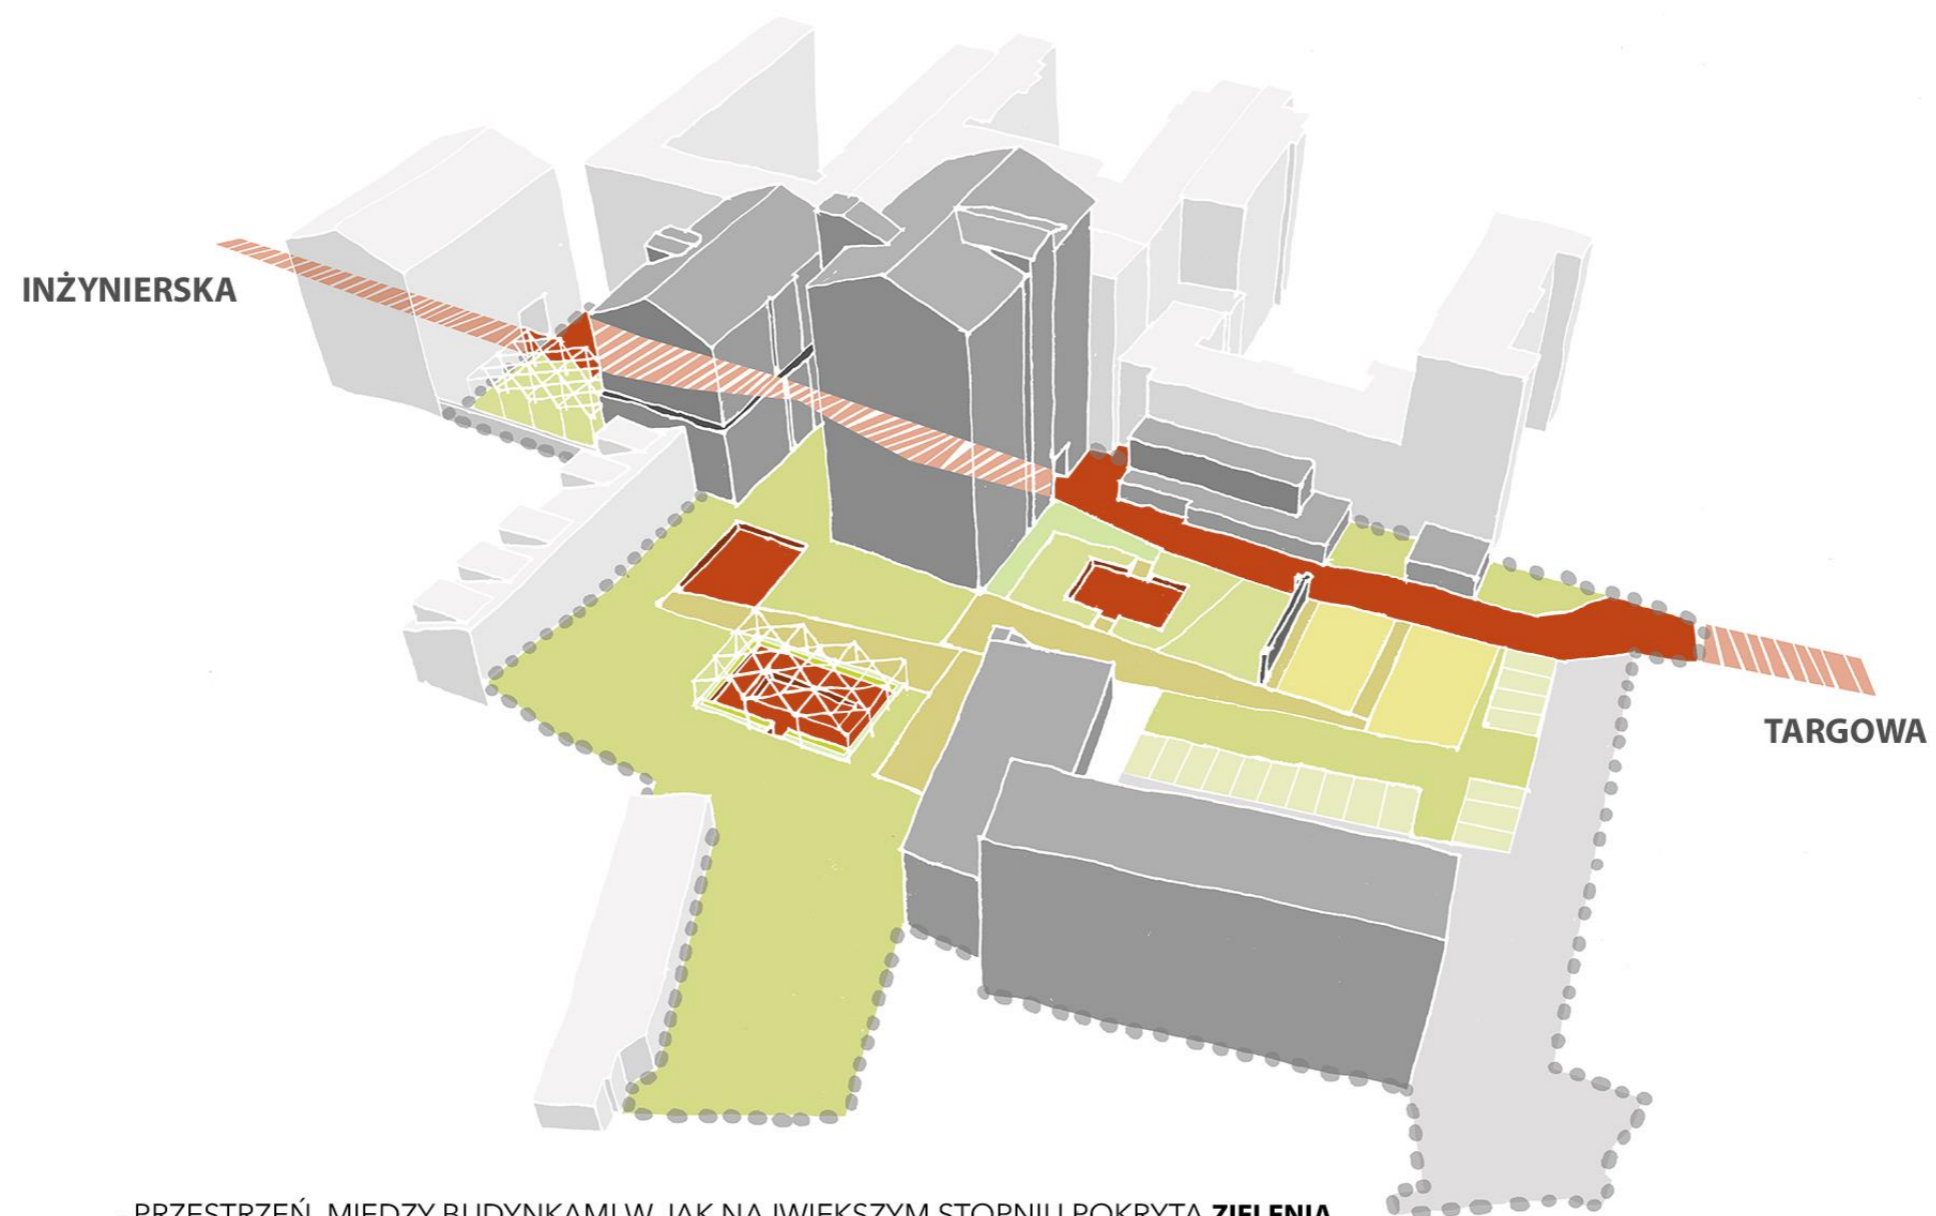 INŻYNIERSKA
TARGOWA
–PRZESTRZEŃ MIĘDZY BUDYNKAMI W JAK NAJWIĘKSZYM STOPNIU POKRYTA ZIELENIĄ